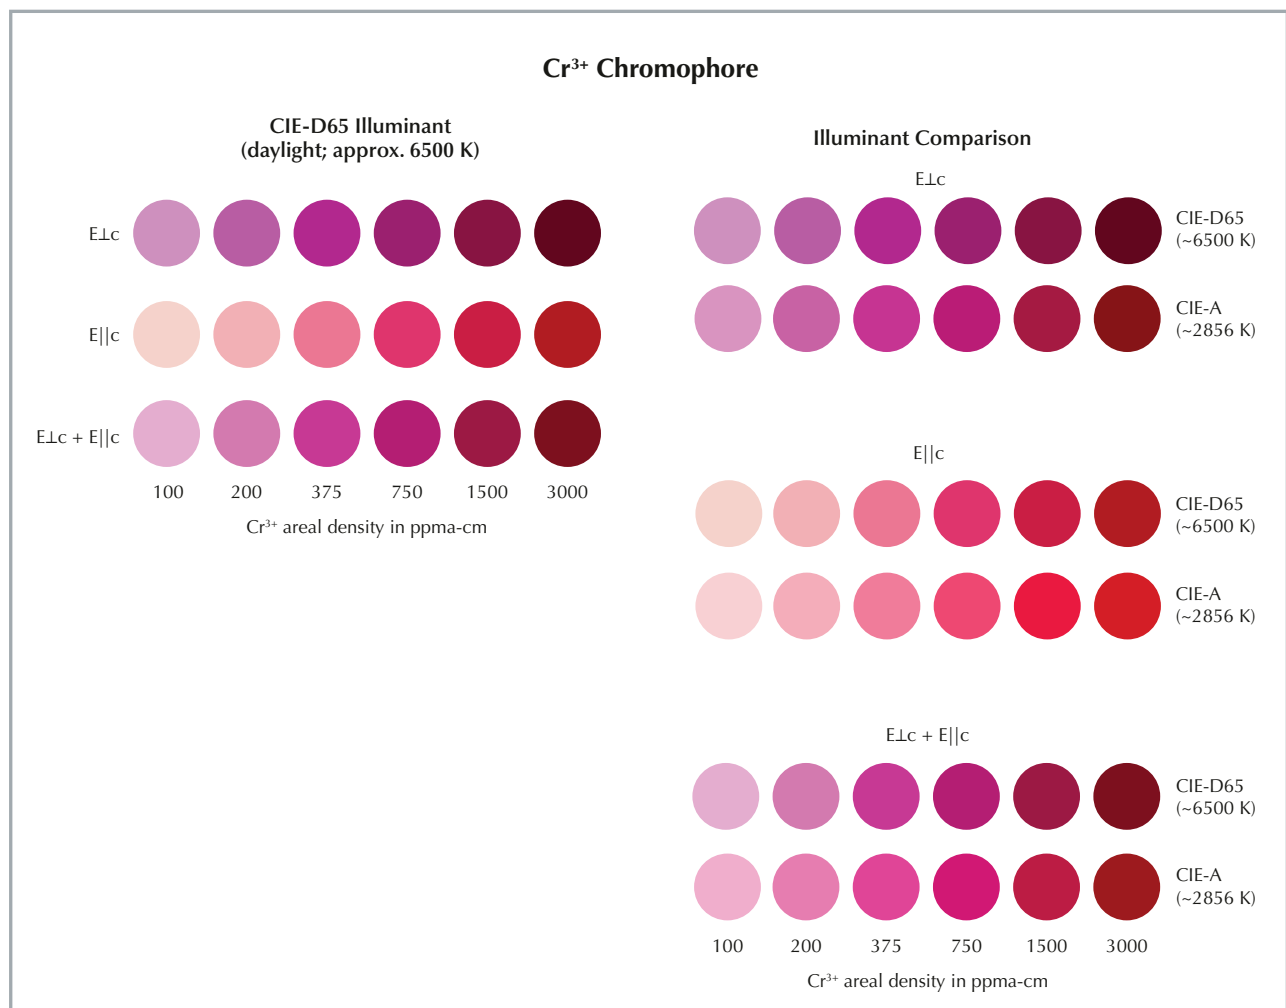 Cr³⁺ Chromophore
CIE-D65 Illuminant
(daylight; approx. 6500 K)
E⊥c
E||c
E⊥c + E||c
100 200 375 750 1500 3000
Cr³⁺ areal density in ppma-cm
Illuminant Comparison
E⊥c
CIE-D65
(~6500 K)
CIE-A
(~2856 K)
E||c
CIE-D65
(~6500 K)
CIE-A
(~2856 K)
E⊥c + E||c
CIE-D65
(~6500 K)
CIE-A
(~2856 K)
100 200 375 750 1500 3000
Cr³⁺ areal density in ppma-cm